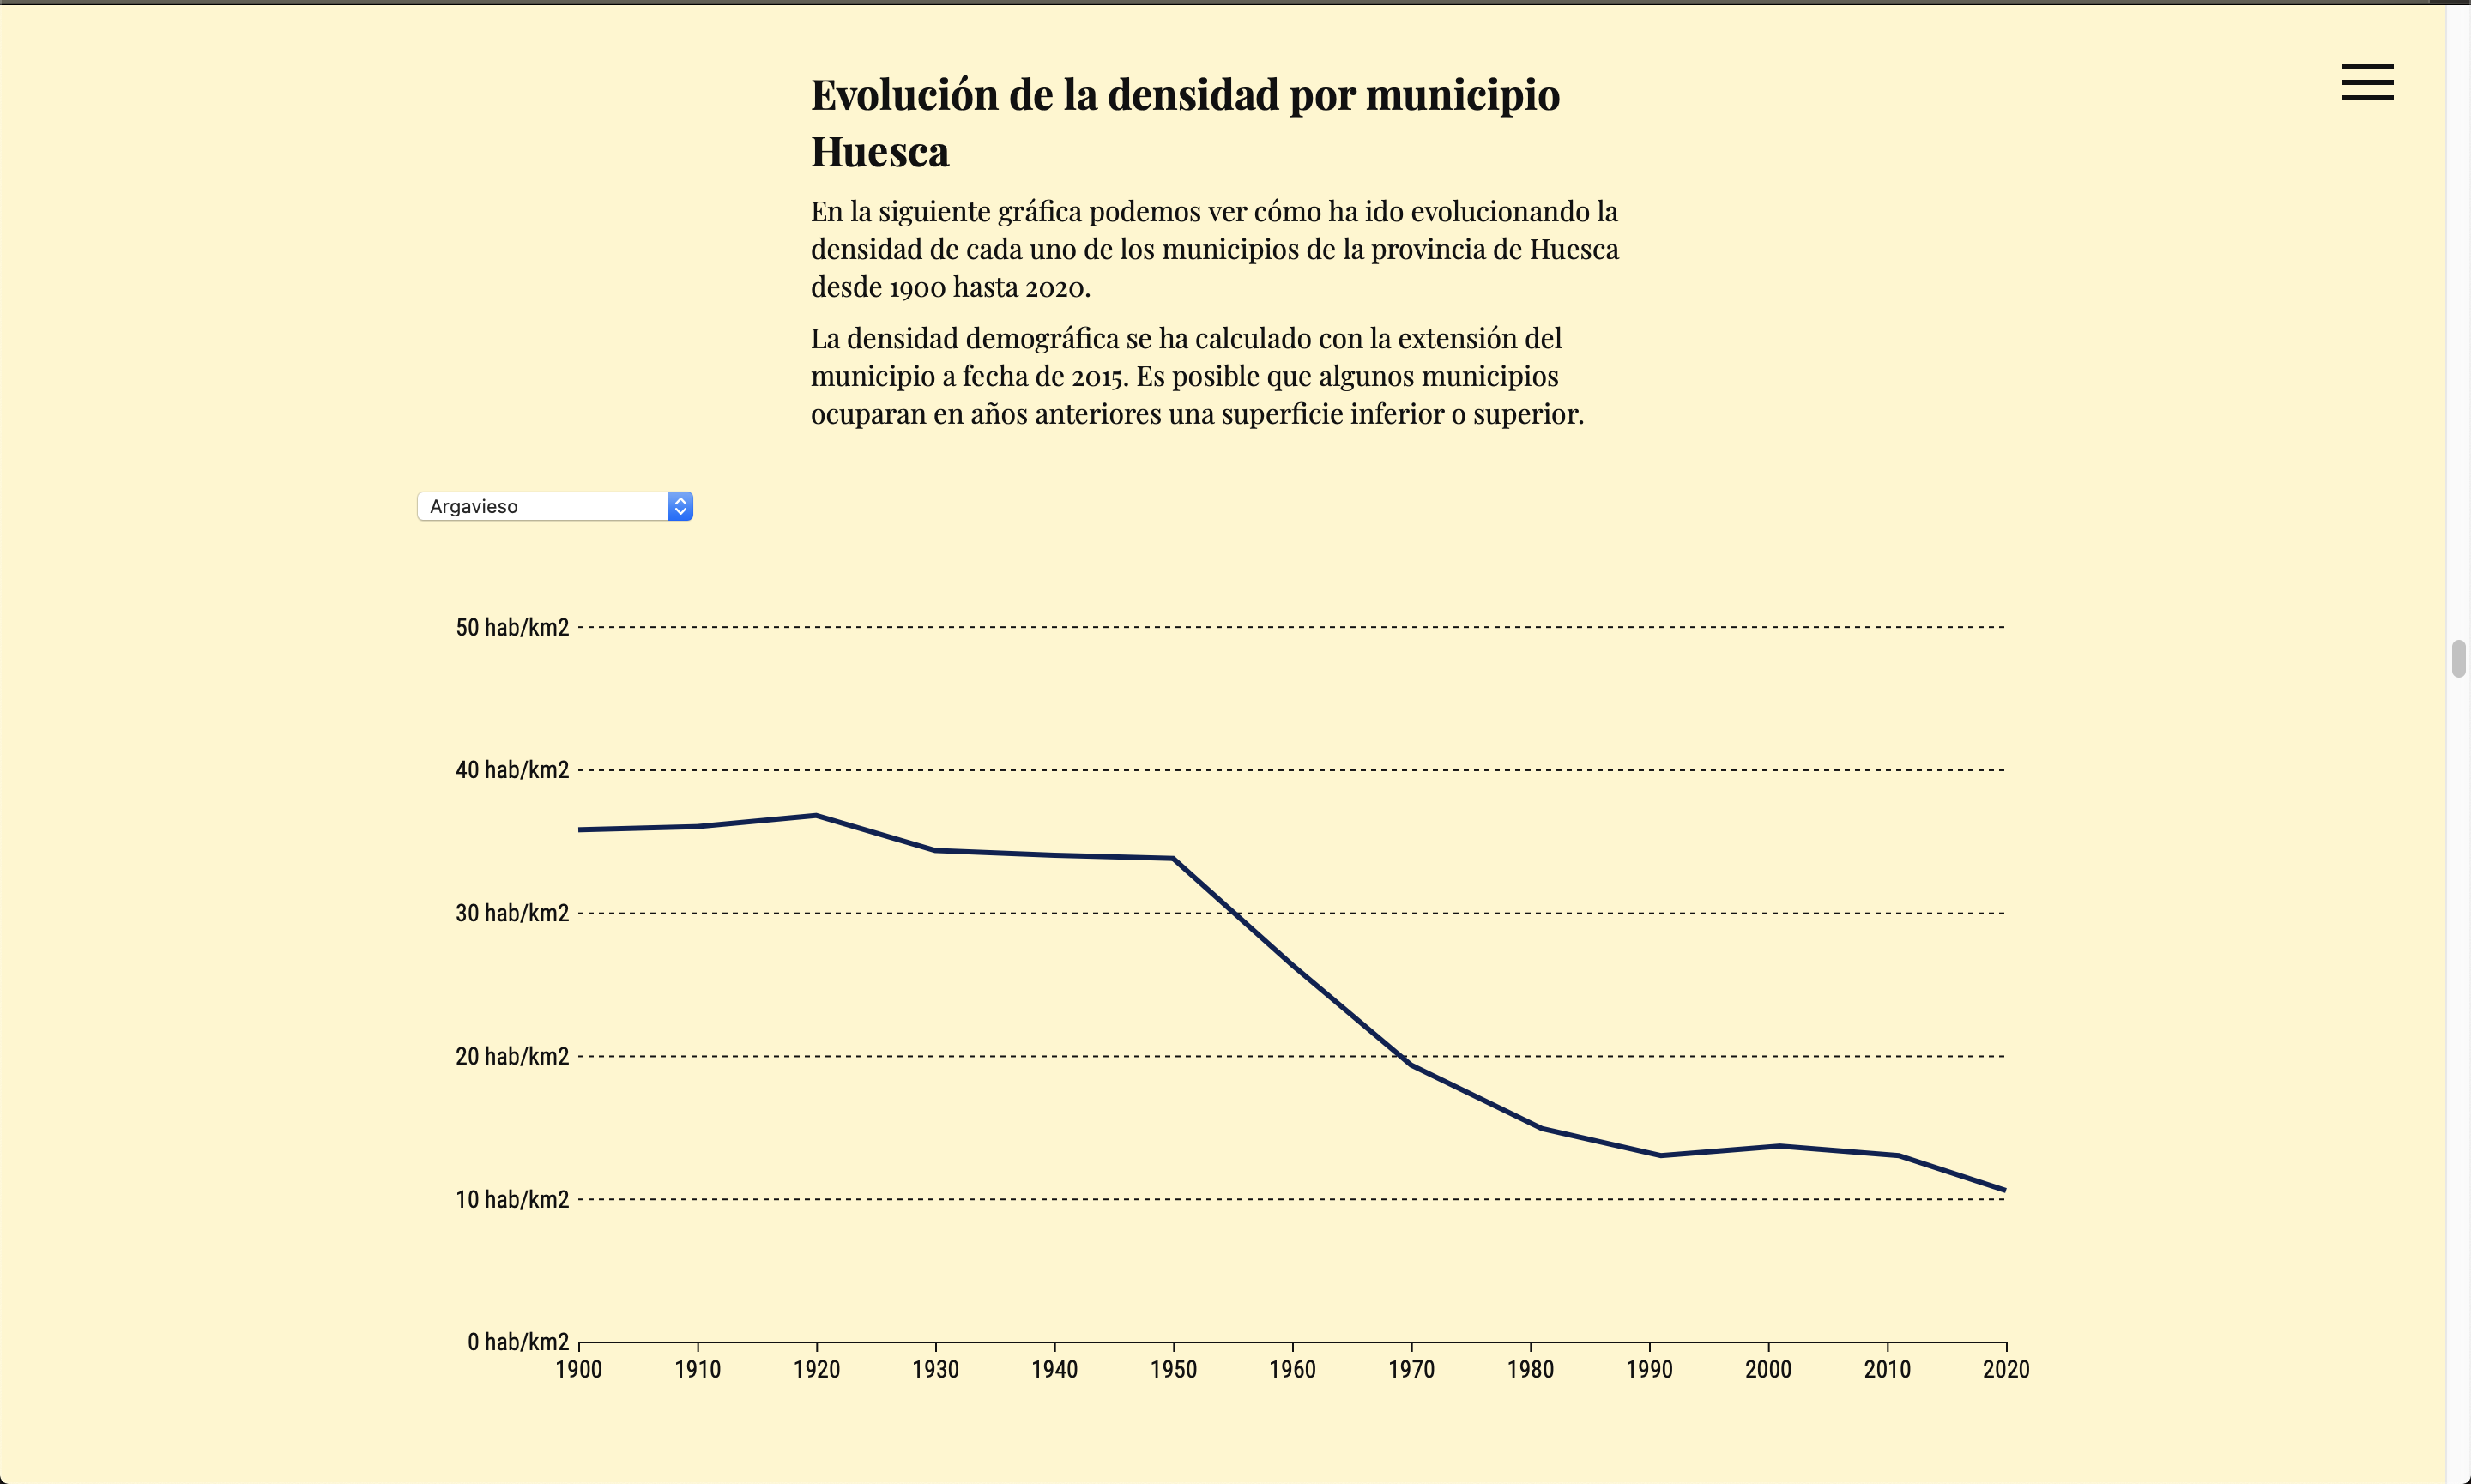 Evolución de la densidad por municipio
Huesca
En la siguiente gráfica podemos ver cómo ha ido evolucionando la
densidad de cada uno de los municipios de la provincia de Huesca
desde 1900 hasta 2020.
La densidad demográfica se ha calculado con la extensión del
municipio a fecha de 2015. Es posible que algunos municipios
ocuparan en años anteriores una superficie inferior o superior.
Argavieso
50 hab/km2
40 hab/km2
30 hab/km2
20 hab/km2
10 hab/km2
0 hab/km2
1900 1910 1920 1930 1940 1950 1960 1970 1980 1990 2000 2010 2020